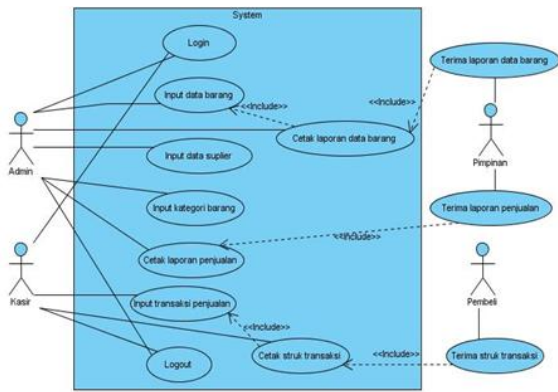 System
Login
Terima laporan data barang
Input data barang
<<Include>>
<<Include>>
Cetak laporan data barang
Admin
Input data suplier
Pimpinan
Input kategori barang
Terima laporan penjualan
<<Include>>
Cetak laporan penjualan
Kasir
Input transaksi penjualan
Pembeli
<<Include>>
Cetak struk transaksi
<<Include>>
Terima struk transaksi
Logout